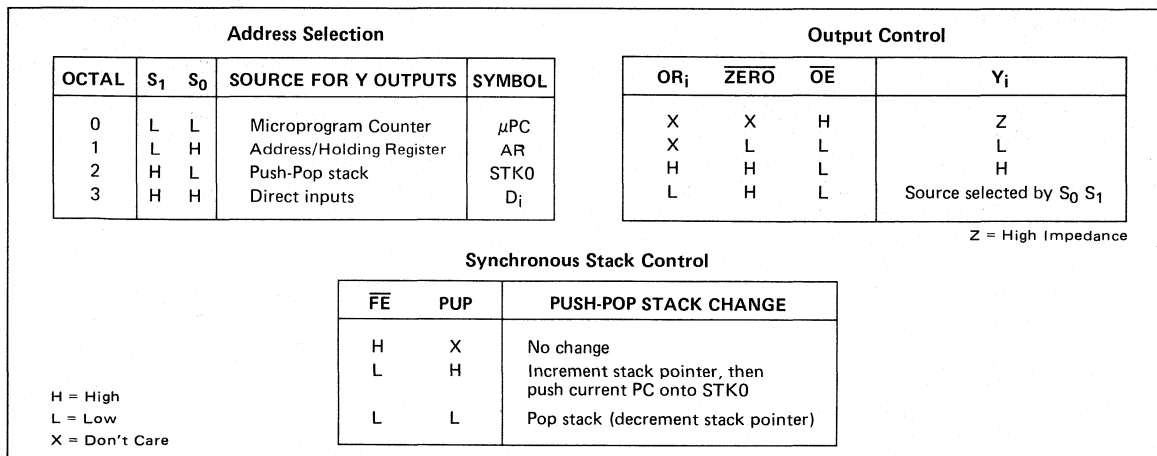 Address Selection
OCTAL S₁ S₀ SOURCE FOR Y OUTPUTS SYMBOL
0 L L Microprogram Counter μPC
1 L H Address/Holding Register AR
2 H L Push-Pop stack STK0
3 H H Direct inputs Dᵢ
Output Control
ORᵢ Z̅E̅R̅O̅ O̅E̅ Yᵢ
X X H Z
X L L L
H H L H
L H L Source selected by S₀ S₁
Z = High Impedance
Synchronous Stack Control
F̅E̅ PUP PUSH-POP STACK CHANGE
H X No change
L H Increment stack pointer, then
push current PC onto STK0
L L Pop stack (decrement stack pointer)
H = High
L = Low
X = Don't Care